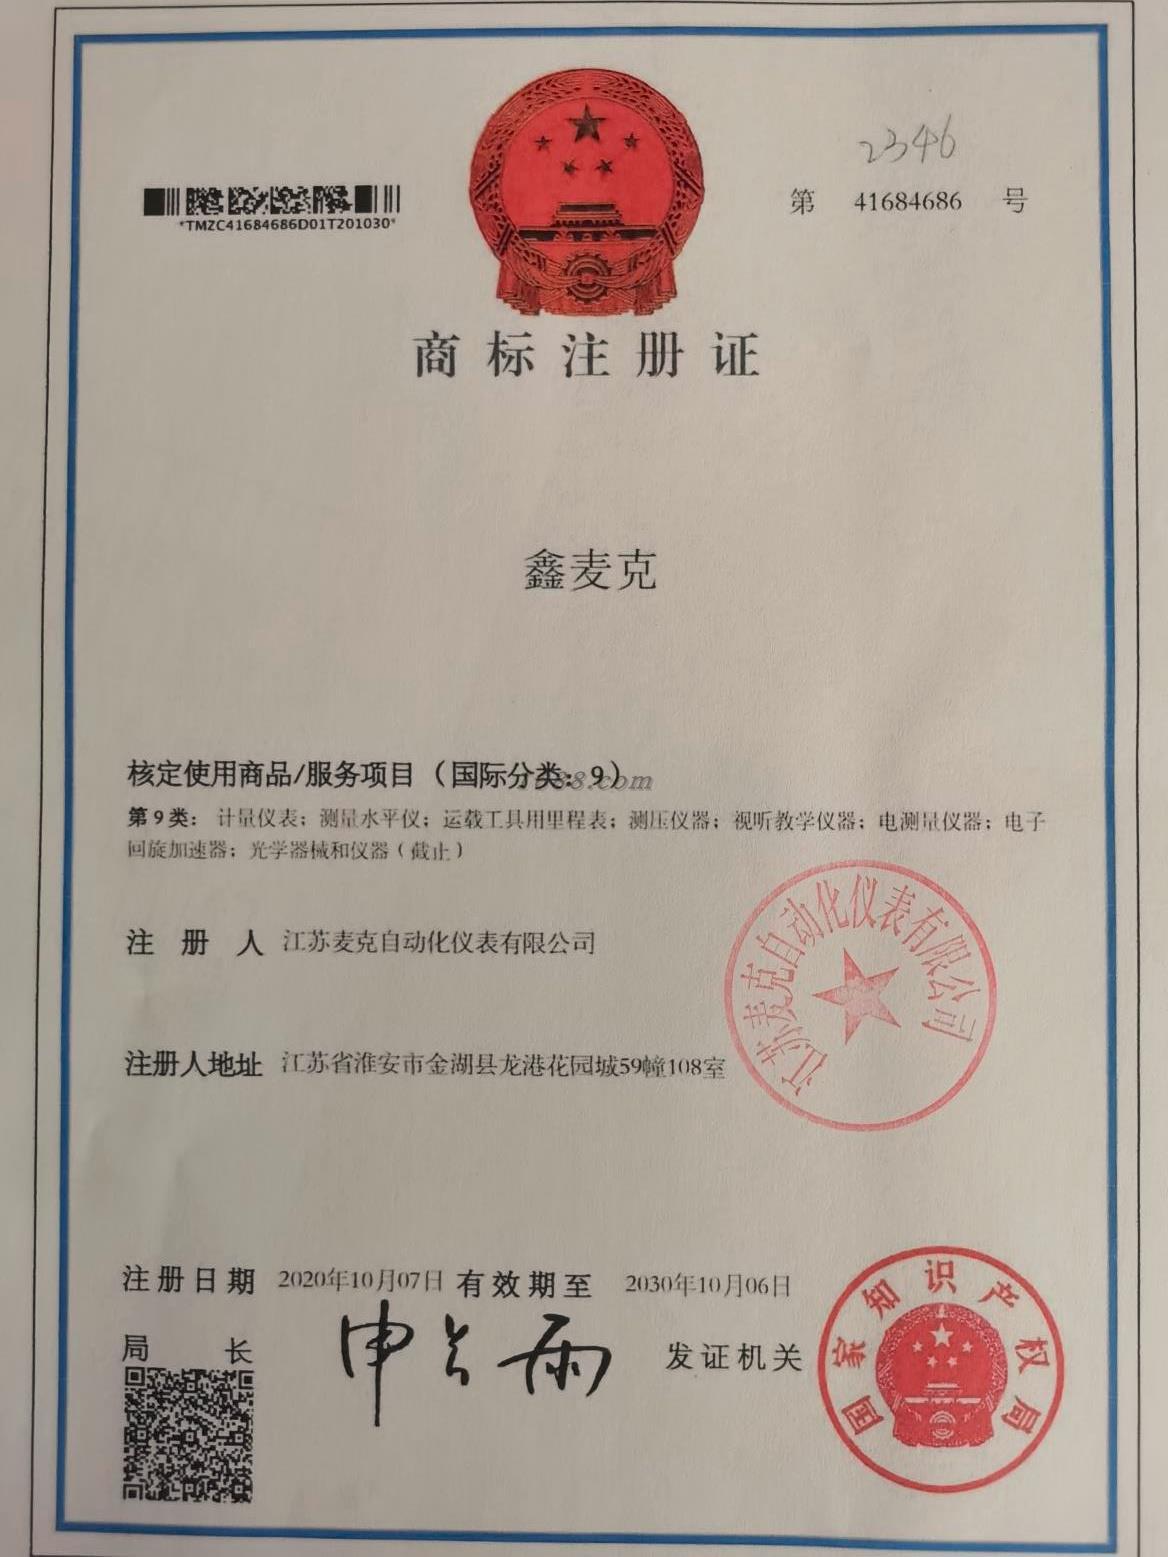 2346
第 41684686 号
*TMZC41684686D01T201030*
商标注册证
鑫麦克
核定使用商品/服务项目（国际分类：9）
88.com
第9类：计量仪表；测量水平仪；运载工具用里程表；测压仪器；视听教学仪器；电测量仪器；电子
回旋加速器；光学器械和仪器（截止）
注册人 江苏麦克自动化仪表有限公司
江苏麦克自动化仪表有限公司
注册人地址 江苏省淮安市金湖县龙港花园城59幢108室
注册日期 2020年10月07日 有效期至 2030年10月06日
局长 申长雨 发证机关
国家知识产权局